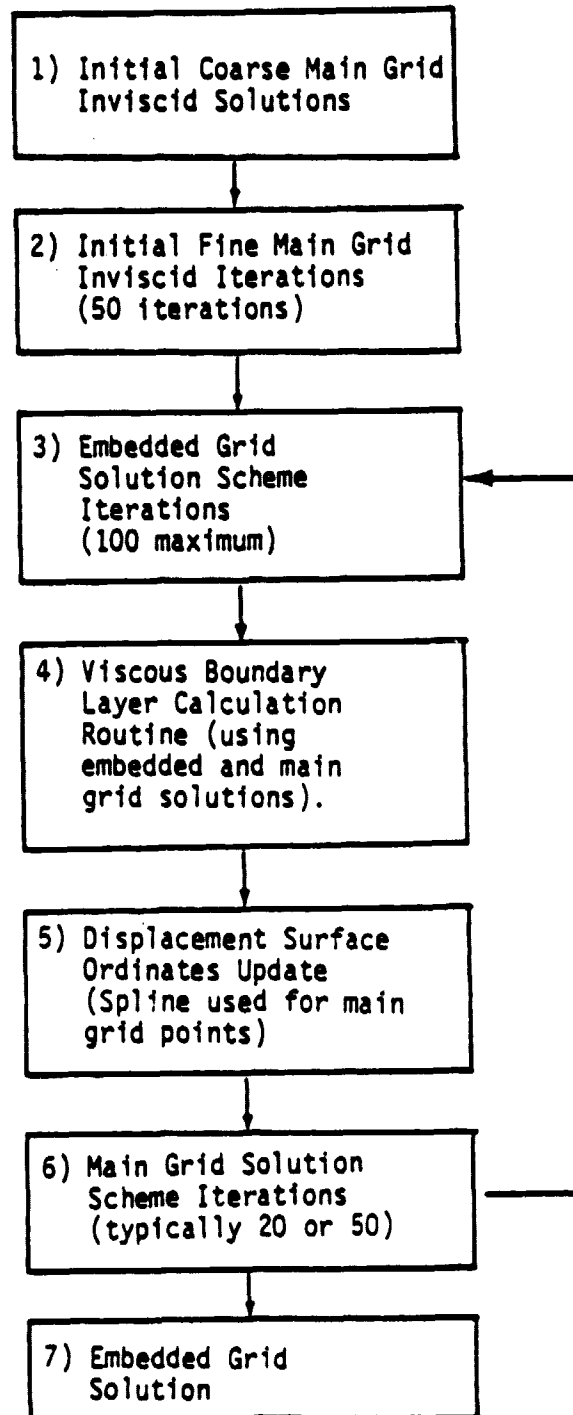 1) Initial Coarse Main Grid
Inviscid Solutions
2) Initial Fine Main Grid
Inviscid Iterations
(50 iterations)
3) Embedded Grid
Solution Scheme
Iterations
(100 maximum)
4) Viscous Boundary
Layer Calculation
Routine (using
embedded and main
grid solutions).
5) Displacement Surface
Ordinates Update
(Spline used for main
grid points)
6) Main Grid Solution
Scheme Iterations
(typically 20 or 50)
7) Embedded Grid
Solution